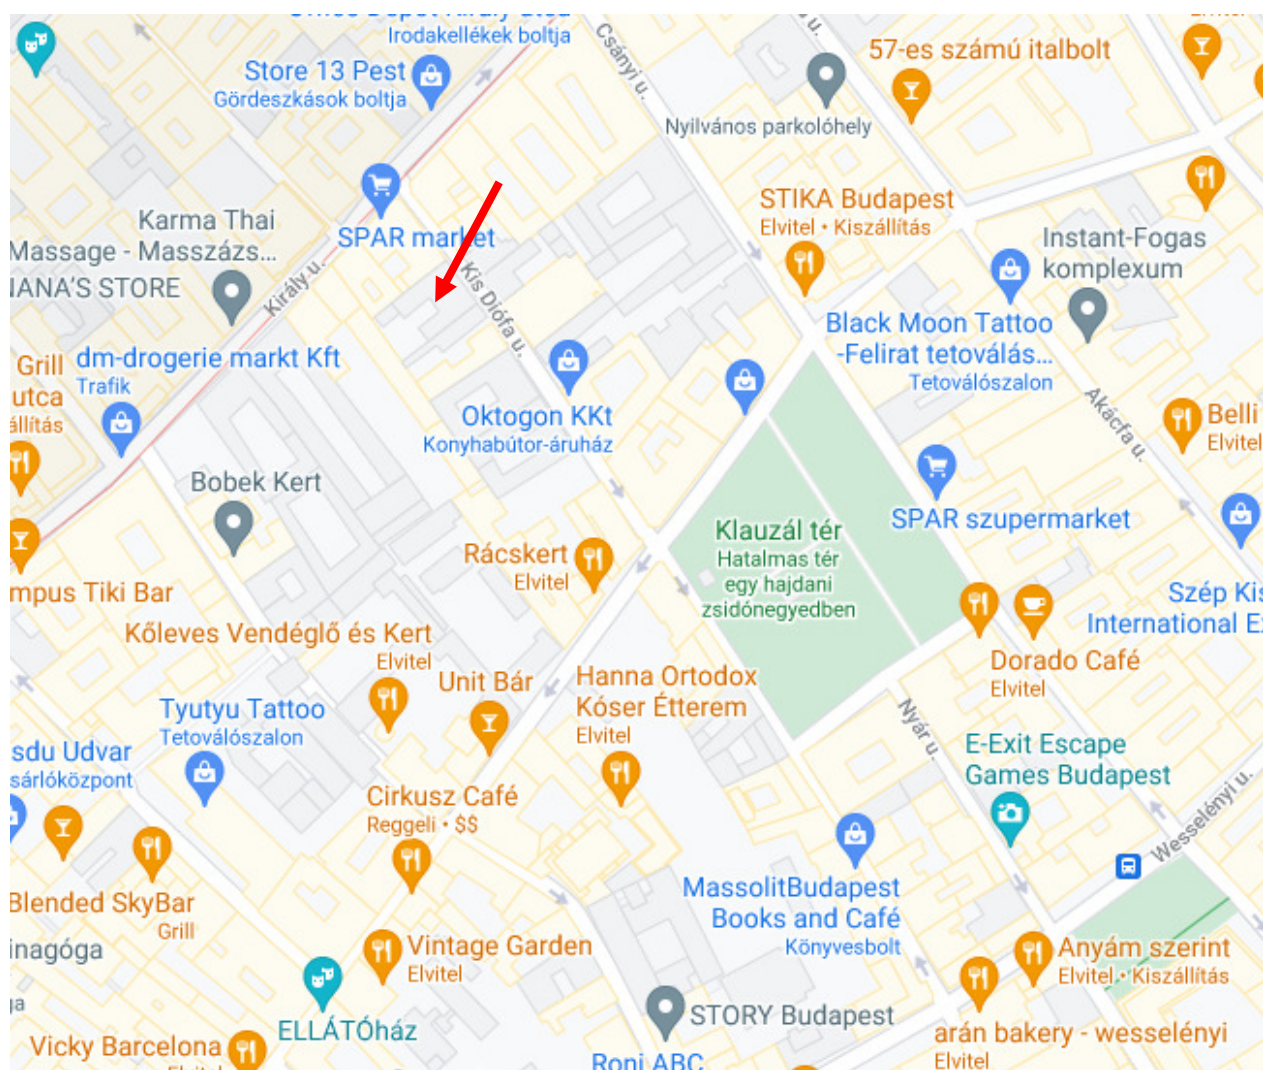 Irodakellékek boltja
Csányi u.
u.
57-es számú italbolt
Store 13 Pest
Gördeszkások boltja
Nyilvános parkolóhely
STIKA Budapest
Elvitel • Kiszállítás
Karma Thai
Massage - Masszázs...
SPAR market
Instant-Fogas
komplexum
Király u.
Kis Diófa u.
Black Moon Tattoo
-Felirat tetoválás...
Tetoválószalon
Grill
utca
dm-drogerie markt Kft
Trafik
Akácfa u.
Oktogon KKt
Konyhabútor-áruház
Belli
Elvitel
Bobek Kert
SPAR szupermarket
Klauzál tér
Hatalmas tér
egy hajdani
zsidónegyedben
Rácskert
Elvitel
mpus Tiki Bar
Szép Kis
International E
Kőleves Vendéglő és Kert
Elvitel
Unit Bár
Hanna Ortodox
Kóser Étterem
Elvitel
Dorado Café
Elvitel
Tyutyu Tattoo
Tetoválószalon
Nyár u.
sdu Udvar
sárlóközpont
E-Exit Escape
Games Budapest
Cirkusz Café
Reggeli • $$
Wesselényi u.
Blended SkyBar
Grill
MassolitBudapest
Books and Café
Könyvesbolt
inagóga
Vintage Garden
Elvitel
Anyám szerint
Elvitel • Kiszállítás
ELLÁTÓház
STORY Budapest
Vicky Barcelona
arán bakery - wesselényi
Elvitel
Roni ABC